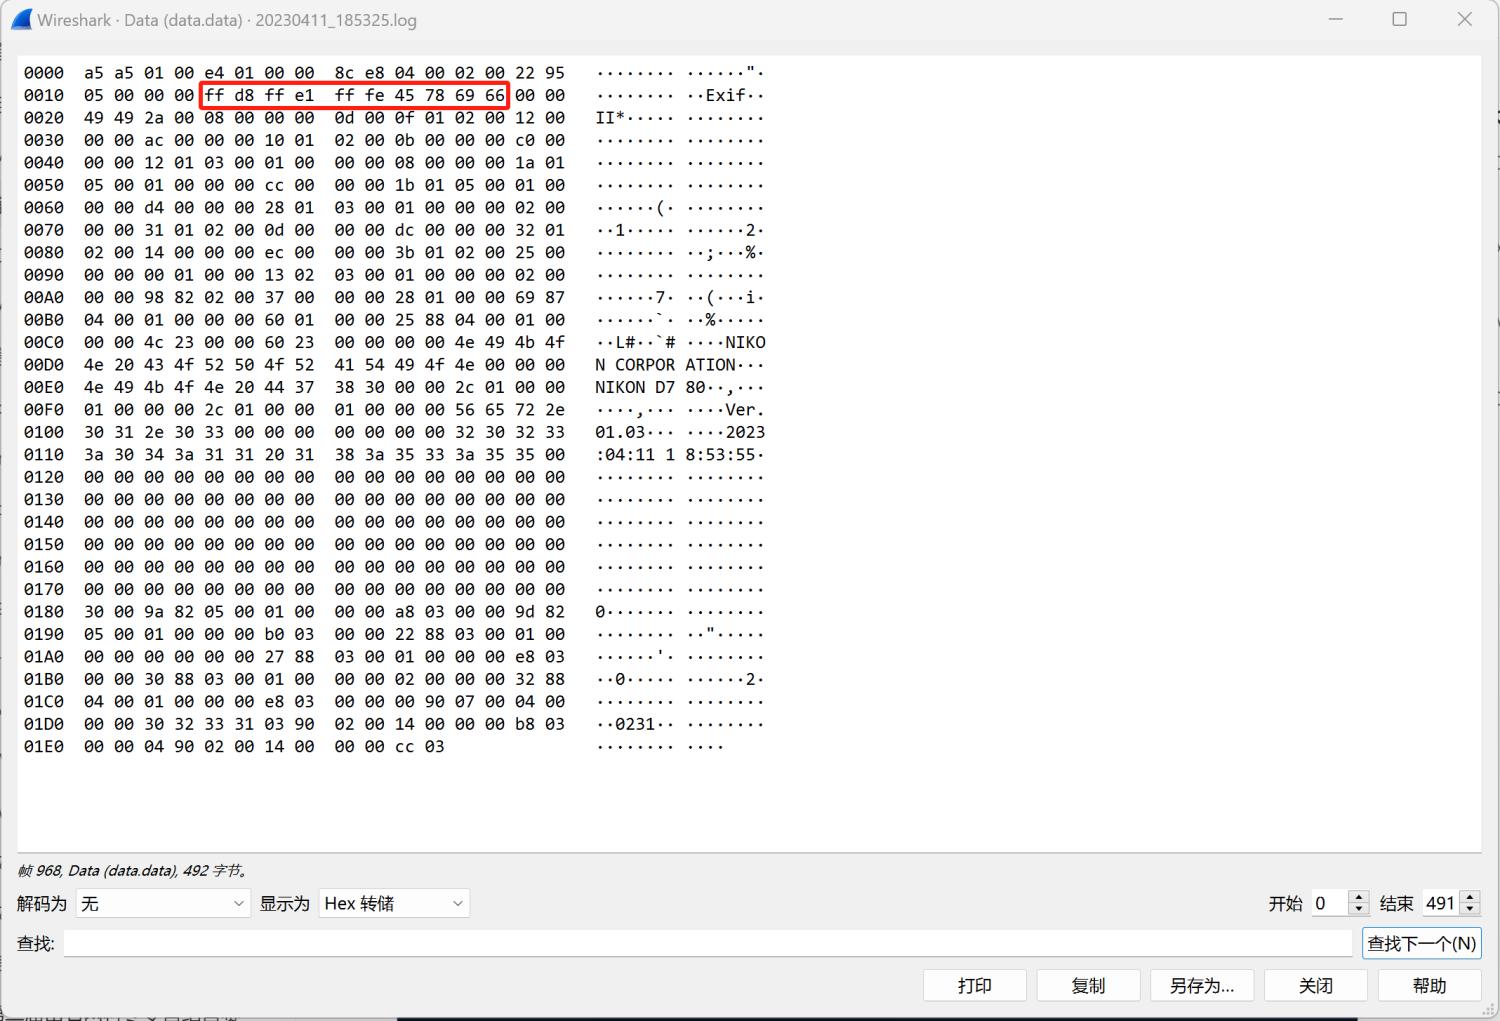 Wireshark · Data (data.data) · 20230411_185325.log
0000  a5 a5 01 00 e4 01 00 00  8c e8 04 00 02 00 22 95  ········ ······"·
0010  05 00 00 00 ff d8 ff e1  ff fe 45 78 69 66 00 00  ········ ··Exif··
0020  49 49 2a 00 08 00 00 00  0d 00 0f 01 02 00 12 00  II*····· ········
0030  00 00 ac 00 00 00 10 01  02 00 0b 00 00 00 c0 00  ········ ········
0040  00 00 12 01 03 00 01 00  00 00 08 00 00 00 1a 01  ········ ········
0050  05 00 01 00 00 00 cc 00  00 00 1b 01 05 00 01 00  ········ ········
0060  00 00 d4 00 00 00 28 01  03 00 01 00 00 00 02 00  ······(· ········
0070  00 00 31 01 02 00 0d 00  00 00 dc 00 00 00 32 01  ··1····· ······2·
0080  02 00 14 00 00 00 ec 00  00 00 3b 01 02 00 25 00  ········ ··;···%·
0090  00 00 00 01 00 00 13 02  03 00 01 00 00 00 02 00  ········ ········
00A0  00 00 98 82 02 00 37 00  00 00 28 01 00 00 69 87  ······7· ··(···i·
00B0  04 00 01 00 00 00 60 01  00 00 25 88 04 00 01 00  ······`· ··%·····
00C0  00 00 4c 23 00 00 60 23  00 00 00 00 4e 49 4b 4f  ··L#··`# ····NIKO
00D0  4e 20 43 4f 52 50 4f 52  41 54 49 4f 4e 00 00 00  N CORPOR ATION···
00E0  4e 49 4b 4f 4e 20 44 37  38 30 00 00 2c 01 00 00  NIKON D7 80··,···
00F0  01 00 00 00 2c 01 00 00  01 00 00 00 56 65 72 2e  ····,··· ····Ver.
0100  30 31 2e 30 33 00 00 00  00 00 00 00 32 30 32 33  01.03··· ····2023
0110  3a 30 34 3a 31 31 20 31  38 3a 35 33 3a 35 35 00  :04:11 1 8:53:55·
0120  00 00 00 00 00 00 00 00  00 00 00 00 00 00 00 00  ········ ········
0130  00 00 00 00 00 00 00 00  00 00 00 00 00 00 00 00  ········ ········
0140  00 00 00 00 00 00 00 00  00 00 00 00 00 00 00 00  ········ ········
0150  00 00 00 00 00 00 00 00  00 00 00 00 00 00 00 00  ········ ········
0160  00 00 00 00 00 00 00 00  00 00 00 00 00 00 00 00  ········ ········
0170  00 00 00 00 00 00 00 00  00 00 00 00 00 00 00 00  ········ ········
0180  30 00 9a 82 05 00 01 00  00 00 a8 03 00 00 9d 82  0······· ········
0190  05 00 01 00 00 00 b0 03  00 00 22 88 03 00 01 00  ········ ··"·····
01A0  00 00 00 00 00 00 27 88  03 00 01 00 00 00 e8 03  ······'· ········
01B0  00 00 30 88 03 00 01 00  00 00 02 00 00 00 32 88  ··0····· ······2·
01C0  04 00 01 00 00 00 e8 03  00 00 00 90 07 00 04 00  ········ ········
01D0  00 00 30 32 33 31 03 90  02 00 14 00 00 00 b8 03  ··0231·· ········
01E0  00 00 04 90 02 00 14 00  00 00 cc 03  ········ ····
帧 968, Data (data.data), 492 字节。
解码为 无 显示为 Hex 转储 开始 0 结束 491
查找: 查找下一个(N)
打印 复制 另存为... 关闭 帮助